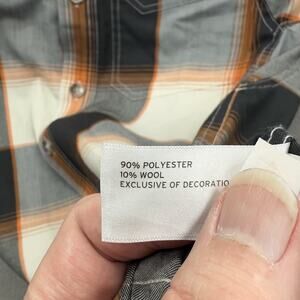 90% POLYESTER
10% WOOL
EXCLUSIVE OF DECORATIO